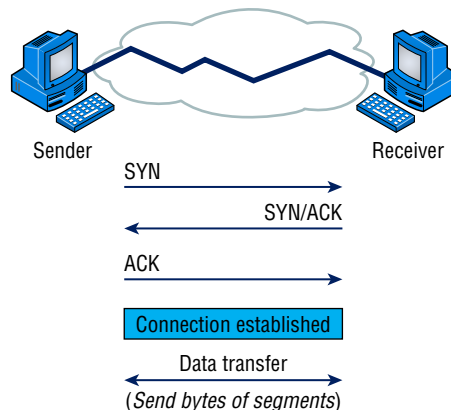 Sender
Receiver
SYN
SYN/ACK
ACK
Connection established
Data transfer
(Send bytes of segments)